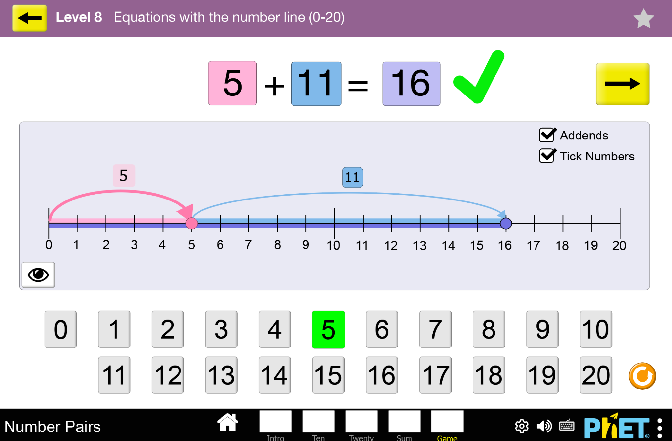 Level 8 Equations with the number line (0-20)
5 + 11 = 16
Addends
Tick Numbers
5 11
0 1 2 3 4 5 6 7 8 9 10 11 12 13 14 15 16 17 18 19 20
0 1 2 3 4 5 6 7 8 9 10
11 12 13 14 15 16 17 18 19 20
Number Pairs
Intro Ten Twenty Sum Game
PhET